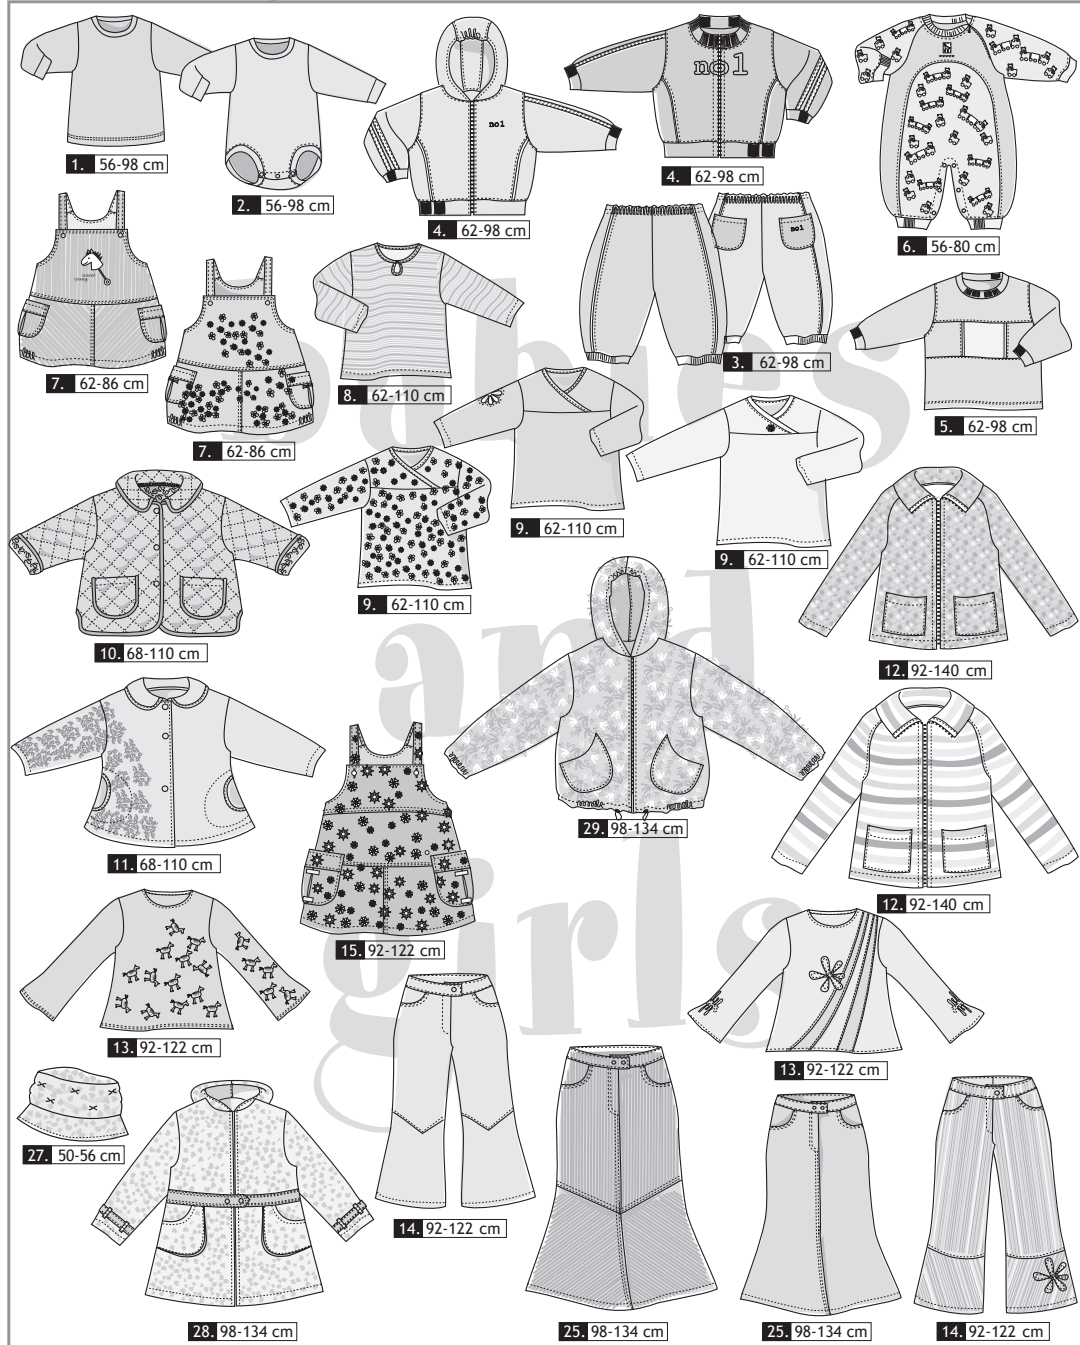 no1
no1
1. 56-98 cm
2. 56-98 cm
4. 62-98 cm
4. 62-98 cm
6. 56-80 cm
no1
7. 62-86 cm
8. 62-110 cm
3. 62-98 cm
5. 62-98 cm
7. 62-86 cm
babies
9. 62-110 cm
9. 62-110 cm
9. 62-110 cm
10. 68-110 cm
12. 92-140 cm
and
29. 98-134 cm
11. 68-110 cm
12. 92-140 cm
15. 92-122 cm
girls
13. 92-122 cm
13. 92-122 cm
27. 50-56 cm
14. 92-122 cm
28. 98-134 cm
25. 98-134 cm
25. 98-134 cm
14. 92-122 cm